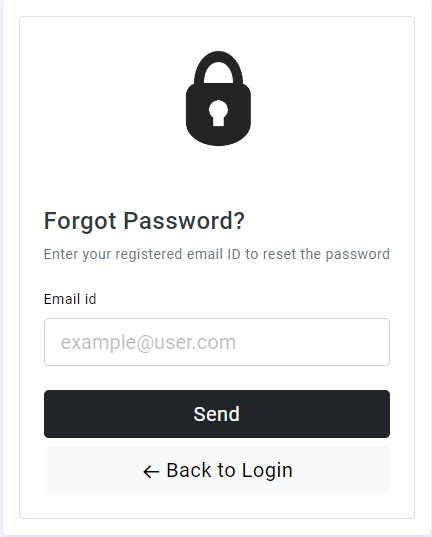 Forgot Password?
Enter your registered email ID to reset the password
Email id
example@user.com
Send
← Back to Login